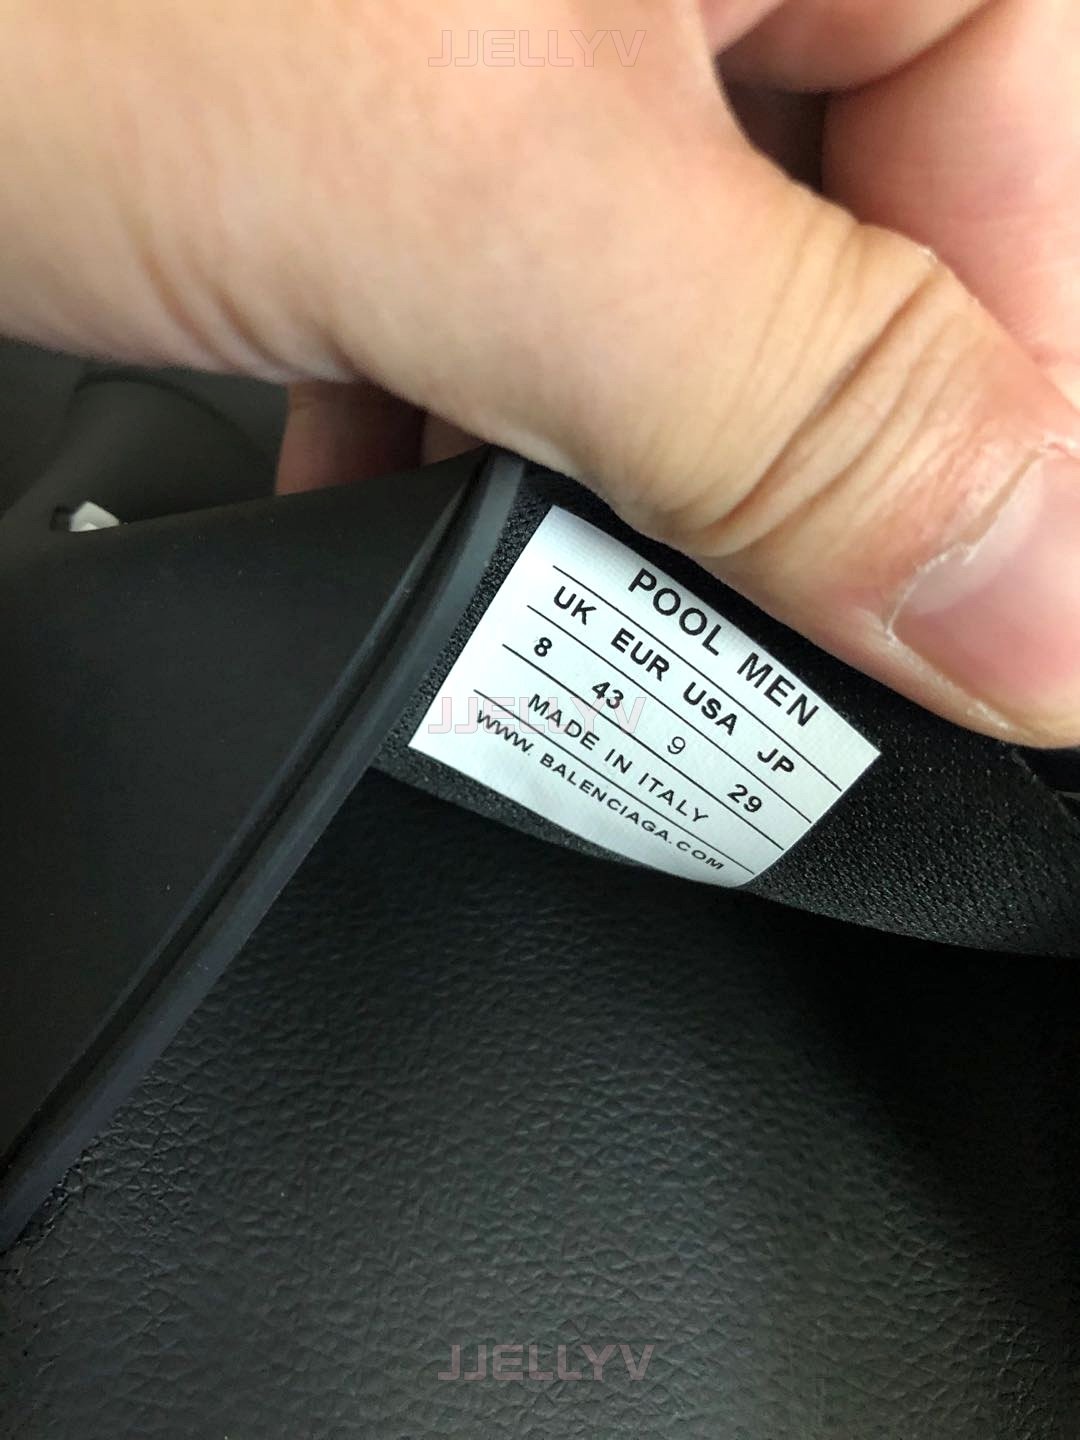 JJELLYV
POOL MEN
UK EUR USA JP
8 43 9 29
MADE IN ITALY
WWW. BALENCIAGA.COM
JJELLYV
JJELLYV